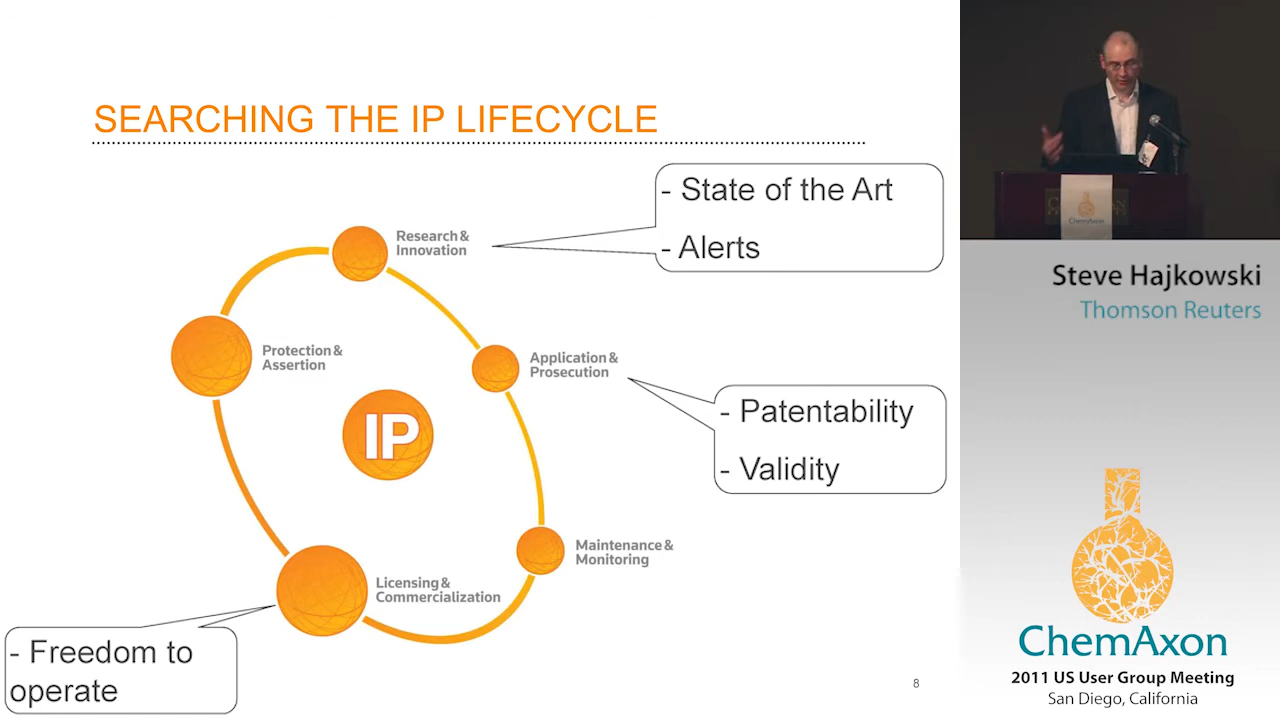 SEARCHING THE IP LIFECYCLE
- State of the Art
- Alerts
Research &
Innovation
Protection &
Assertion
Application &
Prosecution
IP
- Patentability
- Validity
Maintenance &
Monitoring
Licensing &
Commercialization
- Freedom to
operate
8
ChemAxon
Steve Hajkowski
Thomson Reuters
ChemAxon
2011 US User Group Meeting
San Diego, California